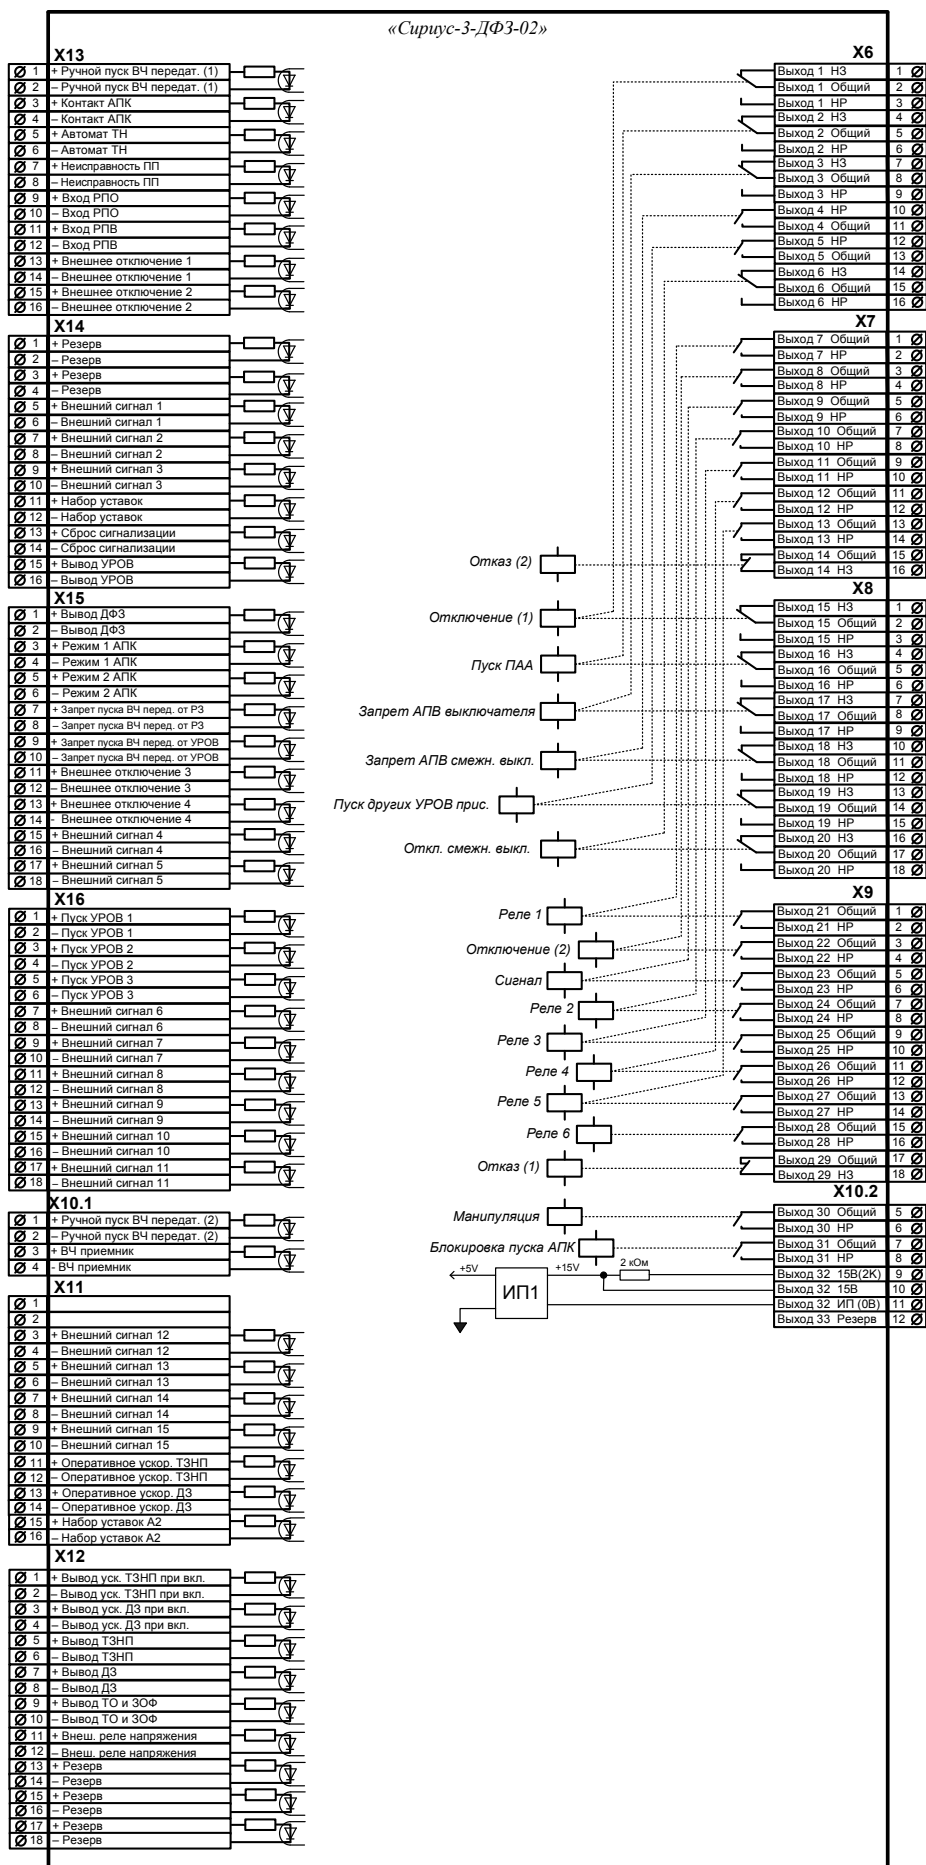 «Сириус-3-ДФЗ-02»
X13
1 + Ручной пуск ВЧ передат. (1)
2 – Ручной пуск ВЧ передат. (1)
3 + Контакт АПК
4 – Контакт АПК
5 + Автомат ТН
6 – Автомат ТН
7 + Неисправность ПП
8 – Неисправность ПП
9 + Вход РПО
10 – Вход РПО
11 + Вход РПВ
12 – Вход РПВ
13 + Внешнее отключение 1
14 – Внешнее отключение 1
15 + Внешнее отключение 2
16 – Внешнее отключение 2
X14
1 + Резерв
2 – Резерв
3 + Резерв
4 – Резерв
5 + Внешний сигнал 1
6 – Внешний сигнал 1
7 + Внешний сигнал 2
8 – Внешний сигнал 2
9 + Внешний сигнал 3
10 – Внешний сигнал 3
11 + Набор уставок
12 – Набор уставок
13 + Сброс сигнализации
14 – Сброс сигнализации
15 + Вывод УРОВ
16 – Вывод УРОВ
X15
1 + Вывод ДФЗ
2 – Вывод ДФЗ
3 + Режим 1 АПК
4 – Режим 1 АПК
5 + Режим 2 АПК
6 – Режим 2 АПК
7 + Запрет пуска ВЧ перед. от РЗ
8 – Запрет пуска ВЧ перед. от РЗ
9 + Запрет пуска ВЧ перед. от УРОВ
10 – Запрет пуска ВЧ перед. от УРОВ
11 + Внешнее отключение 3
12 – Внешнее отключение 3
13 + Внешнее отключение 4
14 - Внешнее отключение 4
15 + Внешний сигнал 4
16 – Внешний сигнал 4
17 + Внешний сигнал 5
18 – Внешний сигнал 5
X16
1 + Пуск УРОВ 1
2 – Пуск УРОВ 1
3 + Пуск УРОВ 2
4 – Пуск УРОВ 2
5 + Пуск УРОВ 3
6 – Пуск УРОВ 3
7 + Внешний сигнал 6
8 – Внешний сигнал 6
9 + Внешний сигнал 7
10 – Внешний сигнал 7
11 + Внешний сигнал 8
12 – Внешний сигнал 8
13 + Внешний сигнал 9
14 – Внешний сигнал 9
15 + Внешний сигнал 10
16 – Внешний сигнал 10
17 + Внешний сигнал 11
18 – Внешний сигнал 11
X10.1
1 + Ручной пуск ВЧ передат. (2)
2 – Ручной пуск ВЧ передат. (2)
3 + ВЧ приемник
4 - ВЧ приемник
X11
1
2
3 + Внешний сигнал 12
4 – Внешний сигнал 12
5 + Внешний сигнал 13
6 – Внешний сигнал 13
7 + Внешний сигнал 14
8 – Внешний сигнал 14
9 + Внешний сигнал 15
10 – Внешний сигнал 15
11 + Оперативное ускор. ТЗНП
12 – Оперативное ускор. ТЗНП
13 + Оперативное ускор. ДЗ
14 – Оперативное ускор. ДЗ
15 + Набор уставок А2
16 – Набор уставок А2
X12
1 + Вывод уск. ТЗНП при вкл.
2 – Вывод уск. ТЗНП при вкл.
3 + Вывод уск. ДЗ при вкл.
4 – Вывод уск. ДЗ при вкл.
5 + Вывод ТЗНП
6 – Вывод ТЗНП
7 + Вывод ДЗ
8 – Вывод ДЗ
9 + Вывод ТО и ЗОФ
10 – Вывод ТО и ЗОФ
11 + Внеш. реле напряжения
12 – Внеш. реле напряжения
13 + Резерв
14 – Резерв
15 + Резерв
16 – Резерв
17 + Резерв
18 – Резерв
Отказ (2)
Отключение (1)
Пуск ПАА
Запрет АПВ выключателя
Запрет АПВ смежн. выкл.
Пуск других УРОВ прис.
Откл. смежн. выкл.
Реле 1
Отключение (2)
Сигнал
Реле 2
Реле 3
Реле 4
Реле 5
Реле 6
Отказ (1)
Манипуляция
Блокировка пуска АПК
+5V
ИП1
+15V
2 кОм
X6
Выход 1 НЗ 1
Выход 1 Общий 2
Выход 1 НР 3
Выход 2 НЗ 4
Выход 2 Общий 5
Выход 2 НР 6
Выход 3 НЗ 7
Выход 3 Общий 8
Выход 3 НР 9
Выход 4 НР 10
Выход 4 Общий 11
Выход 5 НР 12
Выход 5 Общий 13
Выход 6 НЗ 14
Выход 6 Общий 15
Выход 6 НР 16
X7
Выход 7 Общий 1
Выход 7 НР 2
Выход 8 Общий 3
Выход 8 НР 4
Выход 9 Общий 5
Выход 9 НР 6
Выход 10 Общий 7
Выход 10 НР 8
Выход 11 Общий 9
Выход 11 НР 10
Выход 12 Общий 11
Выход 12 НР 12
Выход 13 Общий 13
Выход 13 НР 14
Выход 14 Общий 15
Выход 14 НЗ 16
X8
Выход 15 НЗ 1
Выход 15 Общий 2
Выход 15 НР 3
Выход 16 НЗ 4
Выход 16 Общий 5
Выход 16 НР 6
Выход 17 НЗ 7
Выход 17 Общий 8
Выход 17 НР 9
Выход 18 НЗ 10
Выход 18 Общий 11
Выход 18 НР 12
Выход 19 НЗ 13
Выход 19 Общий 14
Выход 19 НР 15
Выход 20 НЗ 16
Выход 20 Общий 17
Выход 20 НР 18
X9
Выход 21 Общий 1
Выход 21 НР 2
Выход 22 Общий 3
Выход 22 НР 4
Выход 23 Общий 5
Выход 23 НР 6
Выход 24 Общий 7
Выход 24 НР 8
Выход 25 Общий 9
Выход 25 НР 10
Выход 26 Общий 11
Выход 26 НР 12
Выход 27 Общий 13
Выход 27 НР 14
Выход 28 Общий 15
Выход 28 НР 16
Выход 29 Общий 17
Выход 29 НЗ 18
X10.2
Выход 30 Общий 5
Выход 30 НР 6
Выход 31 Общий 7
Выход 31 НР 8
Выход 32 15В(2K) 9
Выход 32 15В 10
Выход 32 ИП (0В) 11
Выход 33 Резерв 12